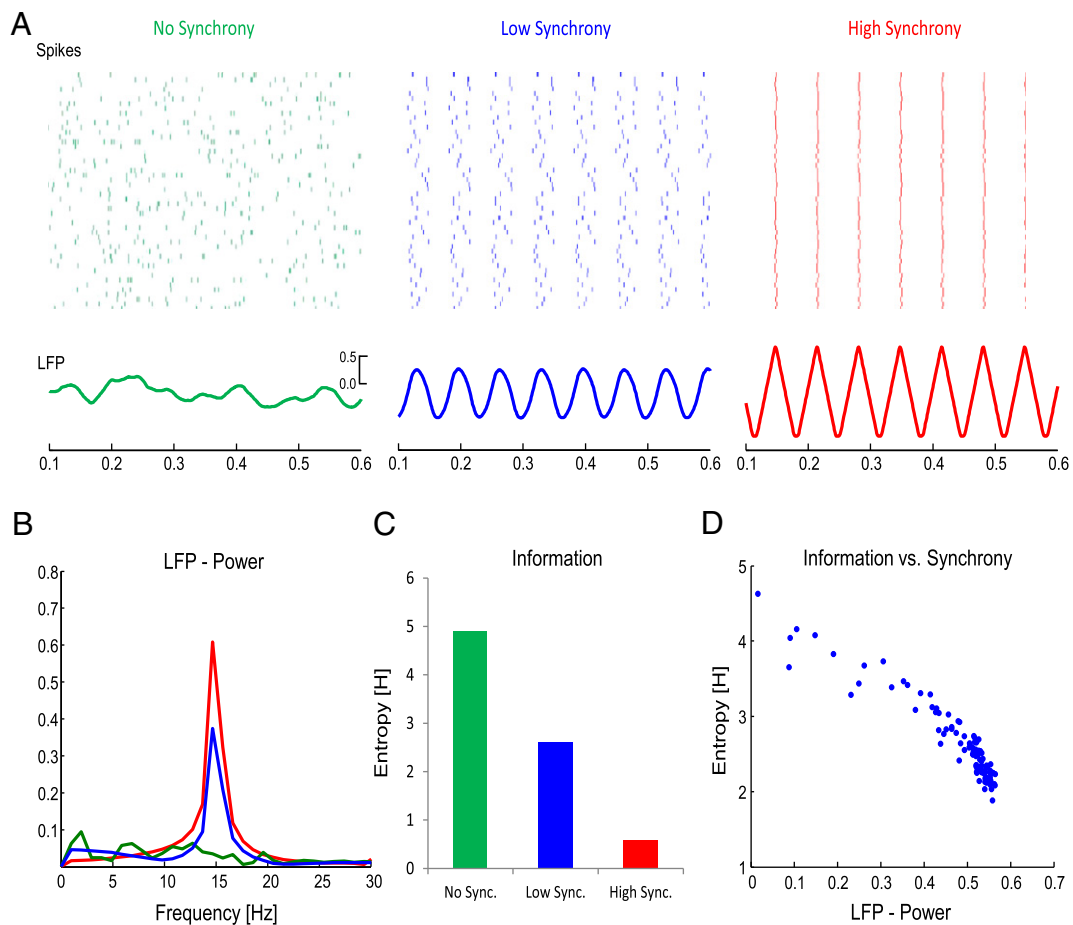 A
No Synchrony
Low Synchrony
High Synchrony
Spikes
LFP
0.5
0.0
0.1 0.2 0.3 0.4 0.5 0.6
0.1 0.2 0.3 0.4 0.5 0.6
0.1 0.2 0.3 0.4 0.5 0.6
B
LFP - Power
0.8
0.7
0.6
0.5
0.4
0.3
0.2
0.1
0 5 10 15 20 25 30
Frequency [Hz]
C
Information
Entropy [H]
6
5
4
3
2
1
0
No Sync. Low Sync. High Sync.
D
Information vs. Synchrony
Entropy [H]
5
4
3
2
1
0 0.1 0.2 0.3 0.4 0.5 0.6 0.7
LFP - Power